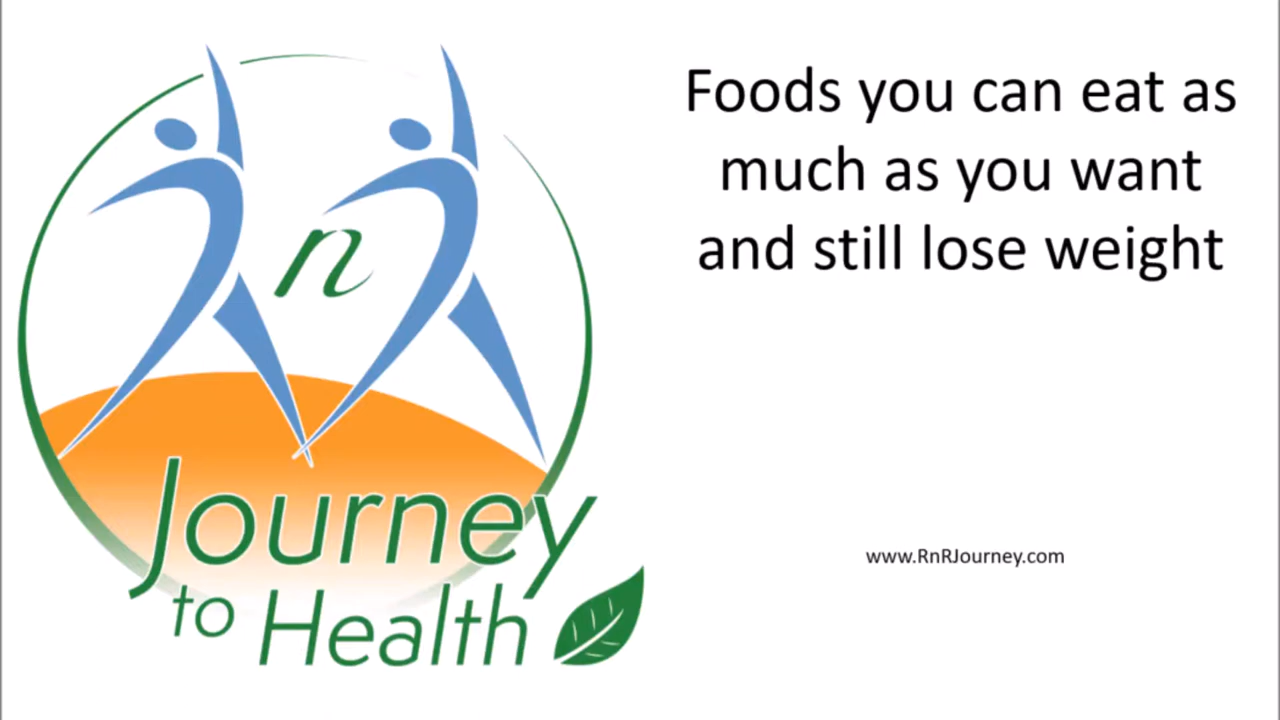 n
Journey
to Health
Foods you can eat as
much as you want
and still lose weight
www.RnRJourney.com